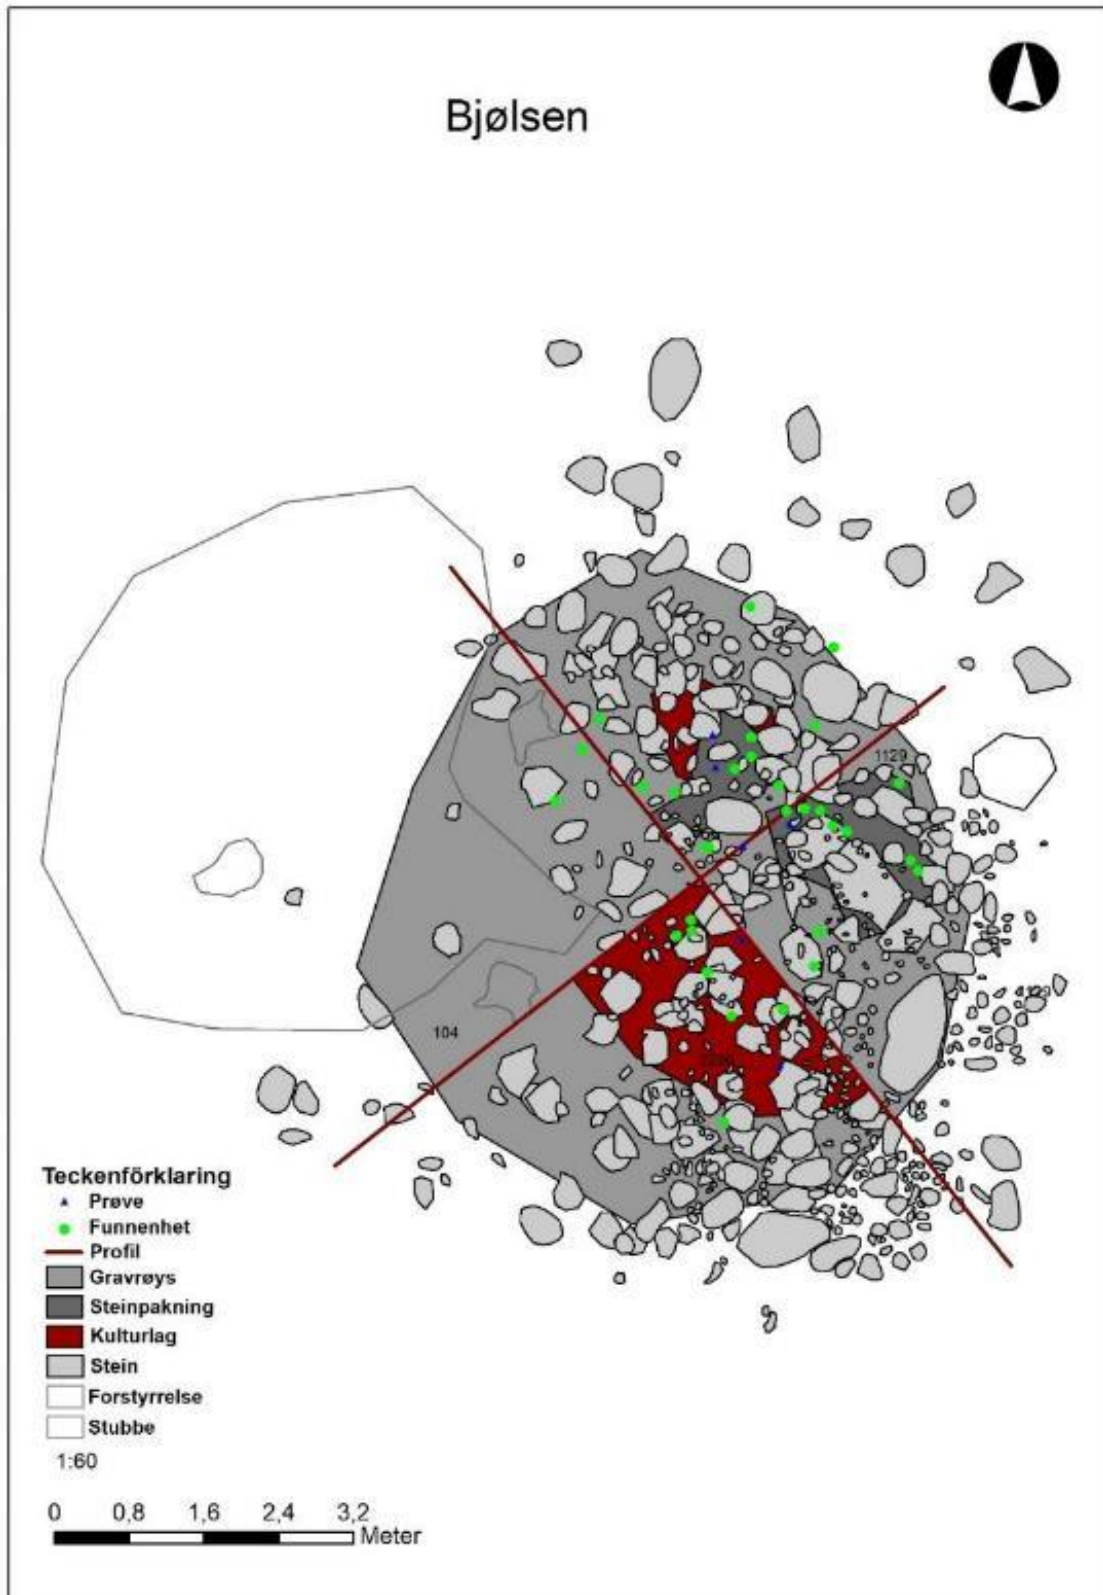 Bjølsen
1129
104
Teckenförklaring
Prøve
Funnenhet
Profil
Gravrøys
Steinpakning
Kulturlag
Stein
Forstyrrelse
Stubbe
1:60
0 0,8 1,6 2,4 3,2
Meter